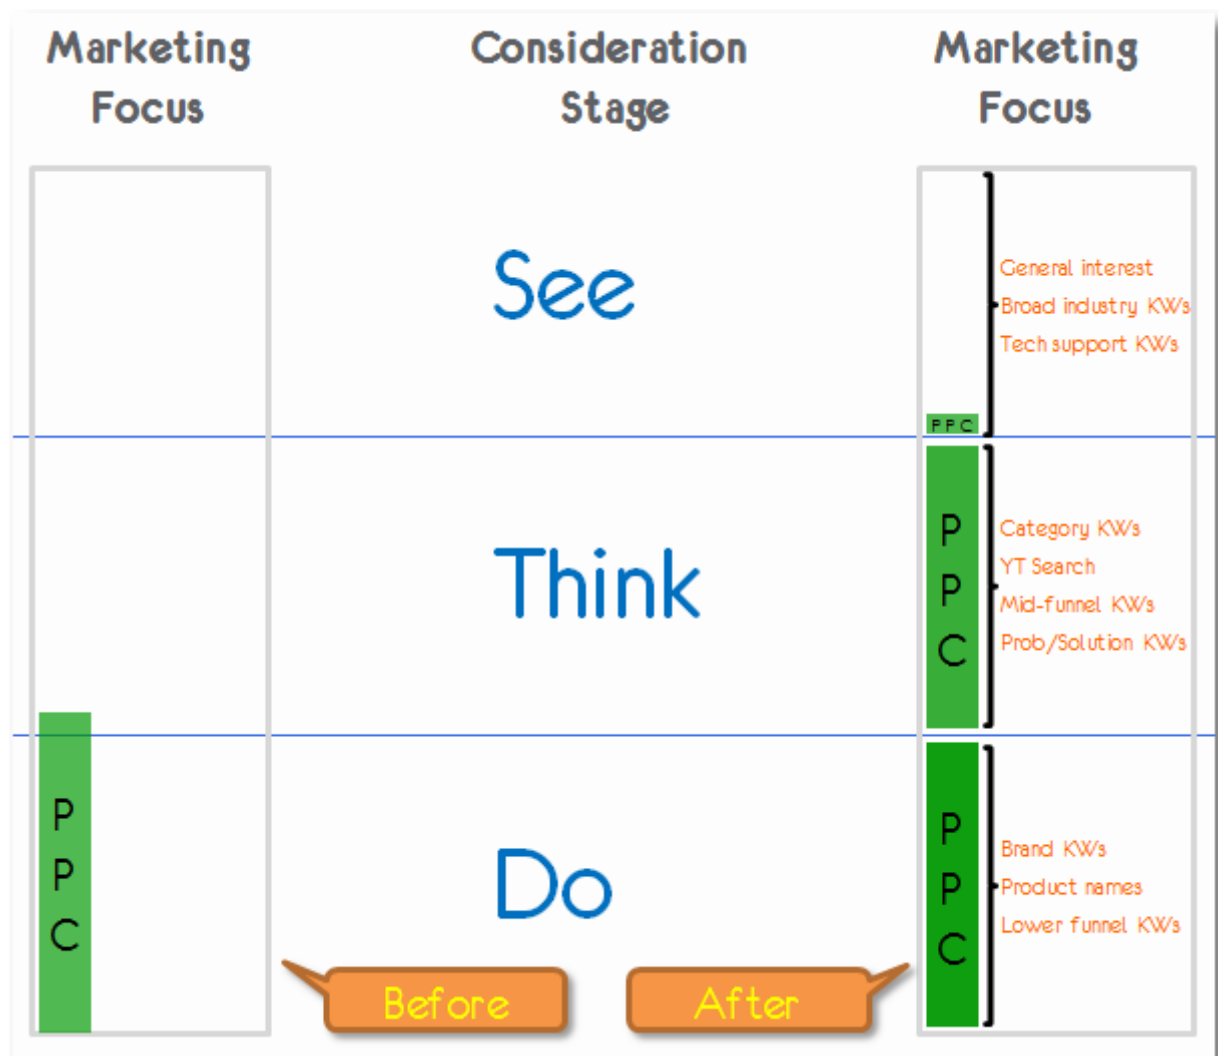 Marketing
Focus
Consideration
Stage
Marketing
Focus
See
General interest
Broad industry KWs
Tech support KWs
PPC
Think
P
P
C
Category KWs
YT Search
Mid-funnel KWs
Prob/Solution KWs
P
P
C
Do
P
P
C
Brand KWs
Product names
Lower funnel KWs
Before
After